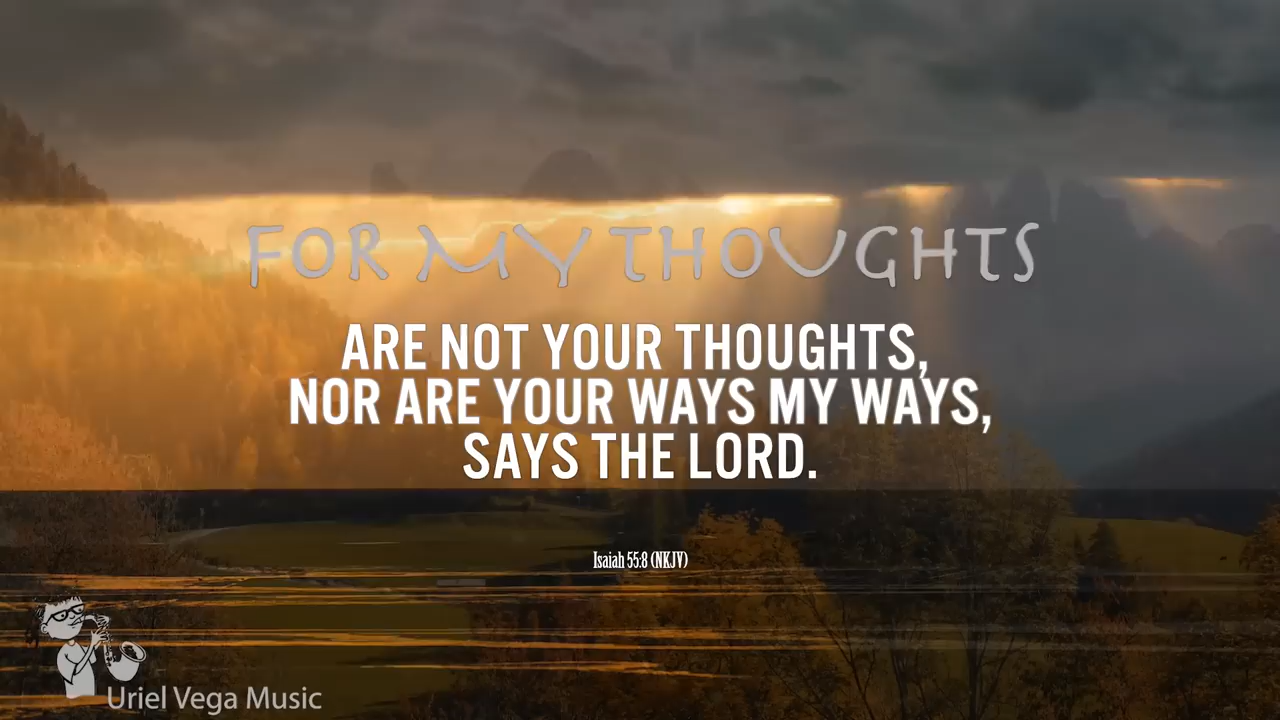 FOR MY THOUGHTS
ARE NOT YOUR THOUGHTS,
NOR ARE YOUR WAYS MY WAYS,
SAYS THE LORD.
Isaiah 55:8 (NKJV)
Uriel Vega Music